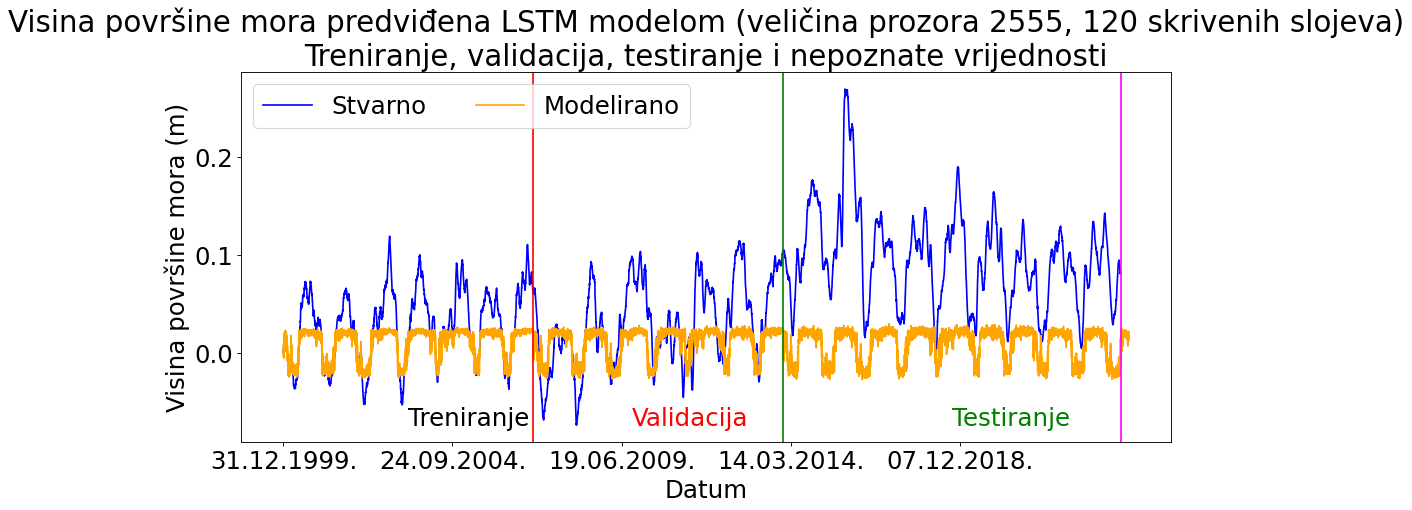 Visina površine mora predviđena LSTM modelom (veličina prozora 2555, 120 skrivenih slojeva)
Treniranje, validacija, testiranje i nepoznate vrijednosti
Stvarno Modelirano
Visina površine mora (m)
0.2
0.1
0.0
Treniranje Validacija Testiranje
31.12.1999. 24.09.2004. 19.06.2009. 14.03.2014. 07.12.2018.
Datum